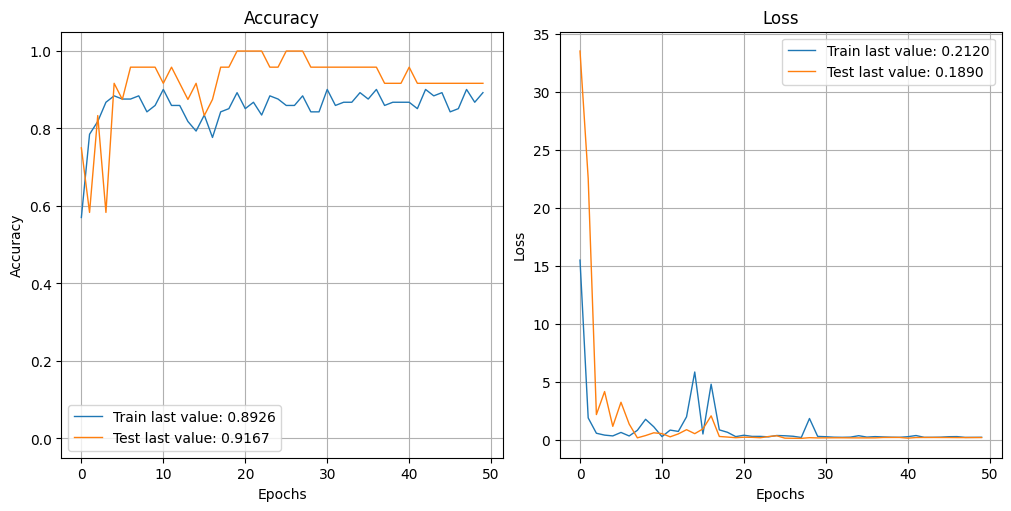 Accuracy
1.0
0.8
0.6
0.4
0.2
0.0
Accuracy
0
10
20
30
40
50
Epochs
Train last value: 0.8926
Test last value: 0.9167
Loss
35
30
25
20
15
10
5
0
Loss
0
10
20
30
40
50
Epochs
Train last value: 0.2120
Test last value: 0.1890